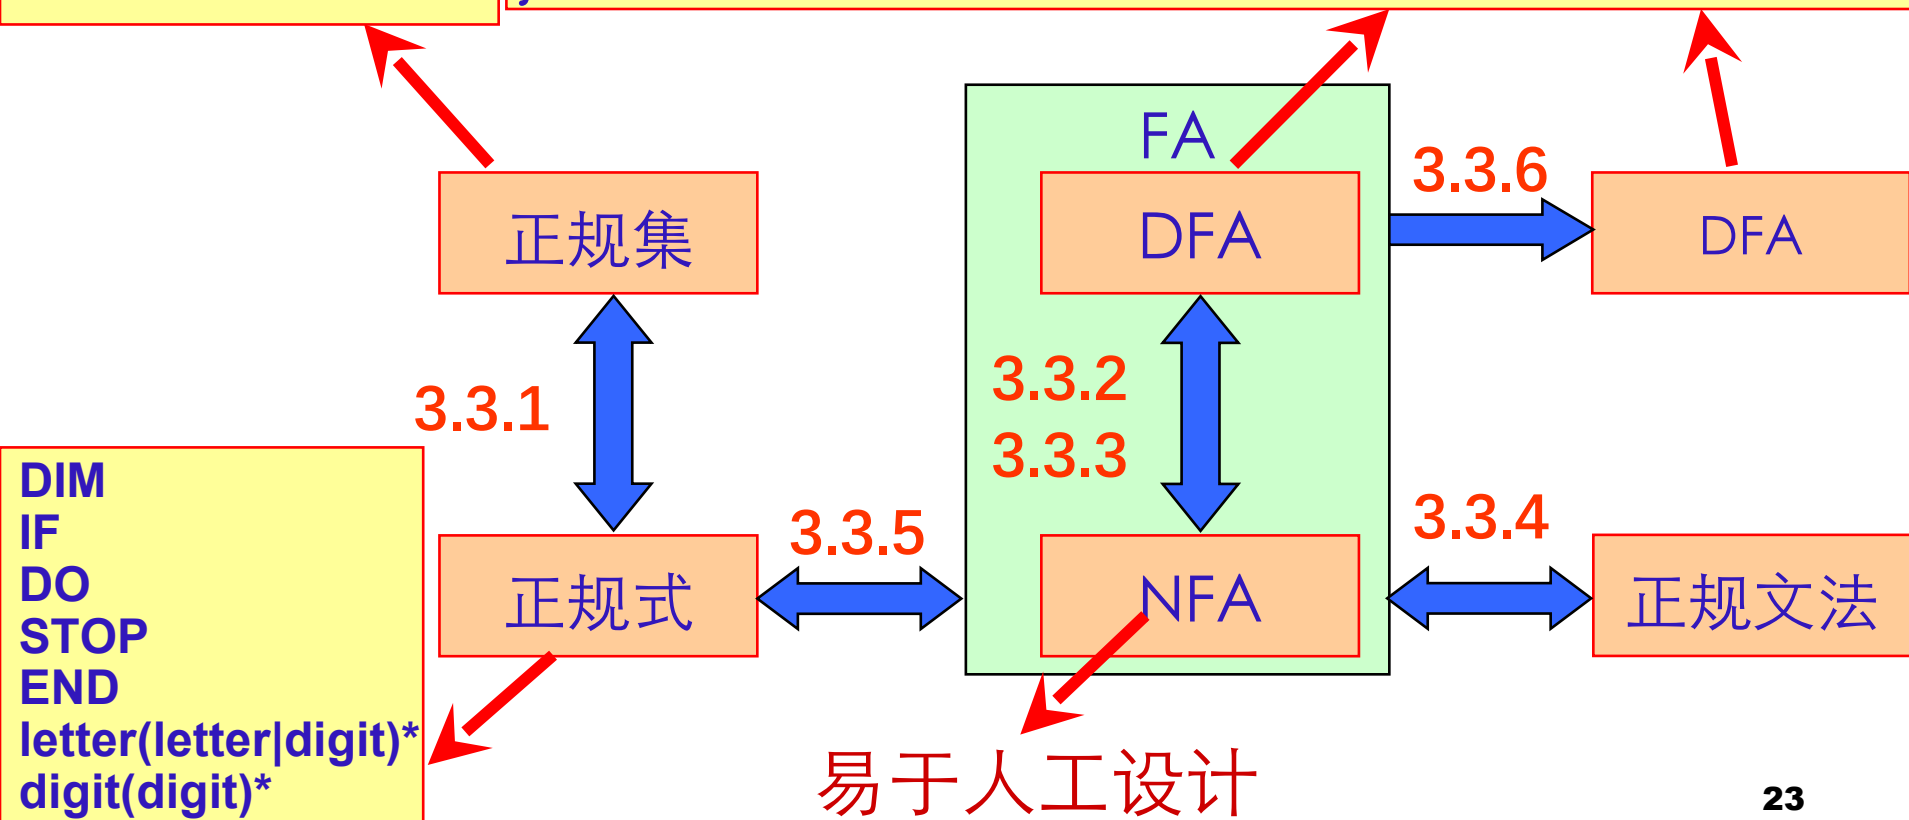 FA
3.3.6
正规集
DFA
DFA
3.3.1
3.3.2
3.3.3
DIM
IF
DO
STOP
END
letter(letter|digit)*
digit(digit)*
3.3.5
3.3.4
正规式
NFA
正规文法
易于人工设计
23